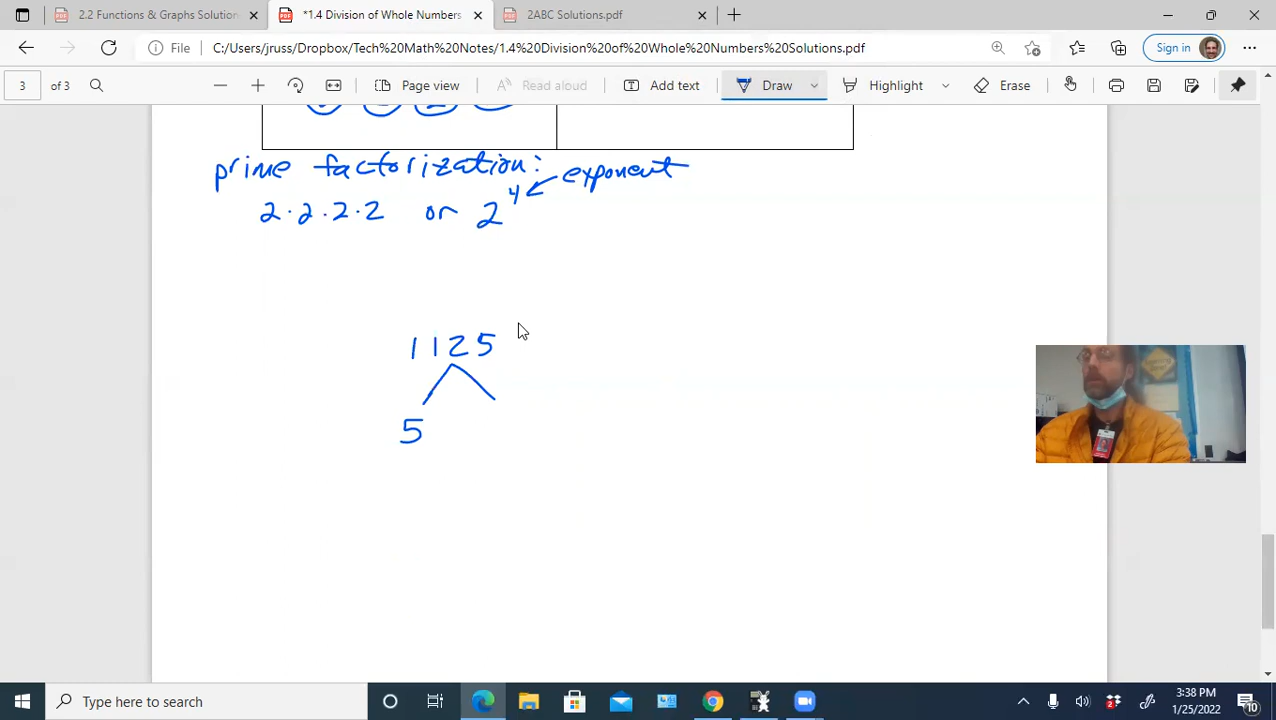 2.2 Functions & Graphs Solution
*1.4 Division of Whole Numbers
2ABC Solutions.pdf
File
C:/Users/jruss/Dropbox/Tech%20Math%20Notes/1.4%20Division%20of%20Whole%20Numbers%20Solutions.pdf
Sign in
3 of 3
Page view
Read aloud
Add text
Draw
Highlight
Erase
prime factorization:
exponent
2·2·2·2 or 2⁴
1125
5
Type here to search
3:38 PM
1/25/2022
10
2